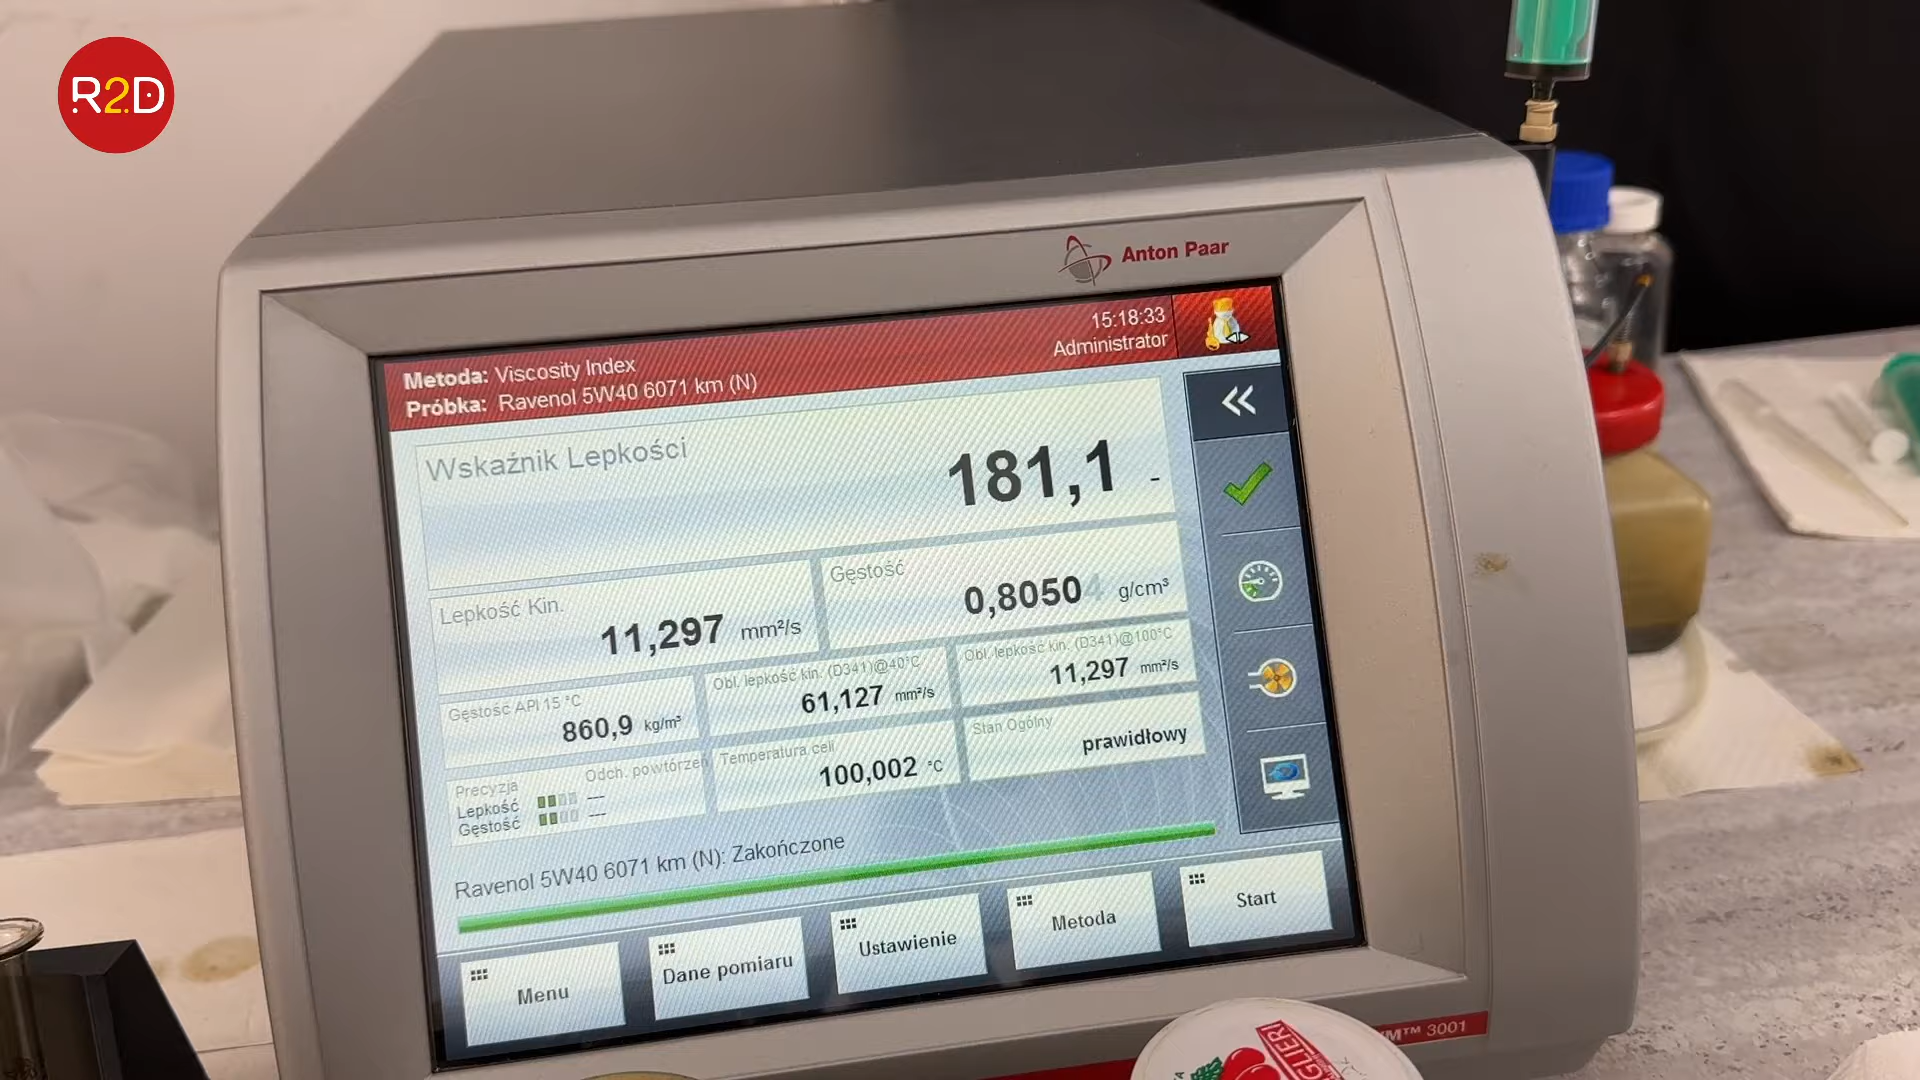 R2D
Anton Paar
15:18:33
Administrator
Metoda: Viscosity Index
Próbka: Ravenol 5W40 6071 km (N)
Wskaźnik Lepkości
181,1 -
Lepkość Kin.
11,297 mm²/s
Gęstość
0,8050 g/cm³
Gęstość API 15 °C
860,9 kg/m³
Obl. lepkość kin. (D341)@40°C
61,127 mm²/s
Obl. lepkość kin. (D341)@100°C
11,297 mm²/s
Precyzja
Odch. powtórzeń
Lepkość ---
Gęstość ---
Temperatura celi
100,002 °C
Stan Ogólny
prawidłowy
Ravenol 5W40 6071 km (N): Zakończone
Menu
Dane pomiaru
Ustawienie
Metoda
Start
3001